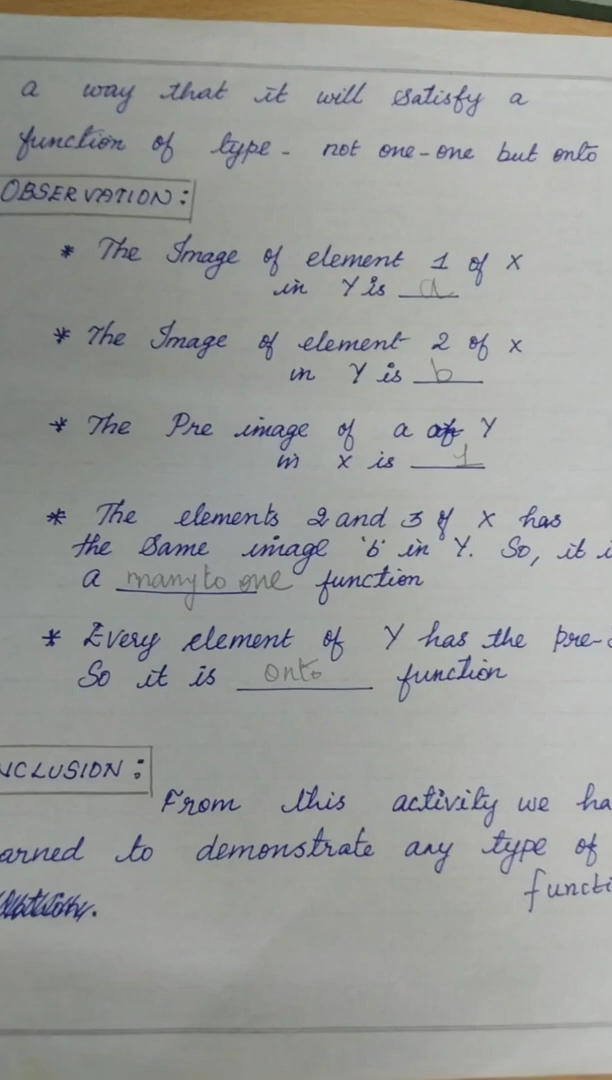 a way that it will satisfy a
function of type - not one-one but onto
OBSERVATION:
* The Image of element 1 of X
in Y is a
* The Image of element 2 of X
in Y is b
* The Pre image of a of Y
in X is 1
* The elements 2 and 3 of X has
the same image 'b' in Y. So, it i
a many to one function
* Every element of Y has the pre-
So it is onto function
NCLUSION:
From this activity we ha
arned to demonstrate any type of
functi